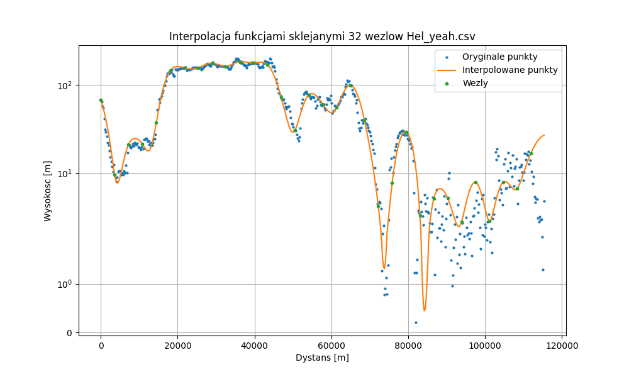 Interpolacja funkcjami sklejanymi 32 wezlow Hel_yeah.csv
Oryginale punkty
Interpolowane punkty
Wezly
Wysokosc [m]
10²
10¹
10⁰
0
0 20000 40000 60000 80000 100000 120000
Dystans [m]